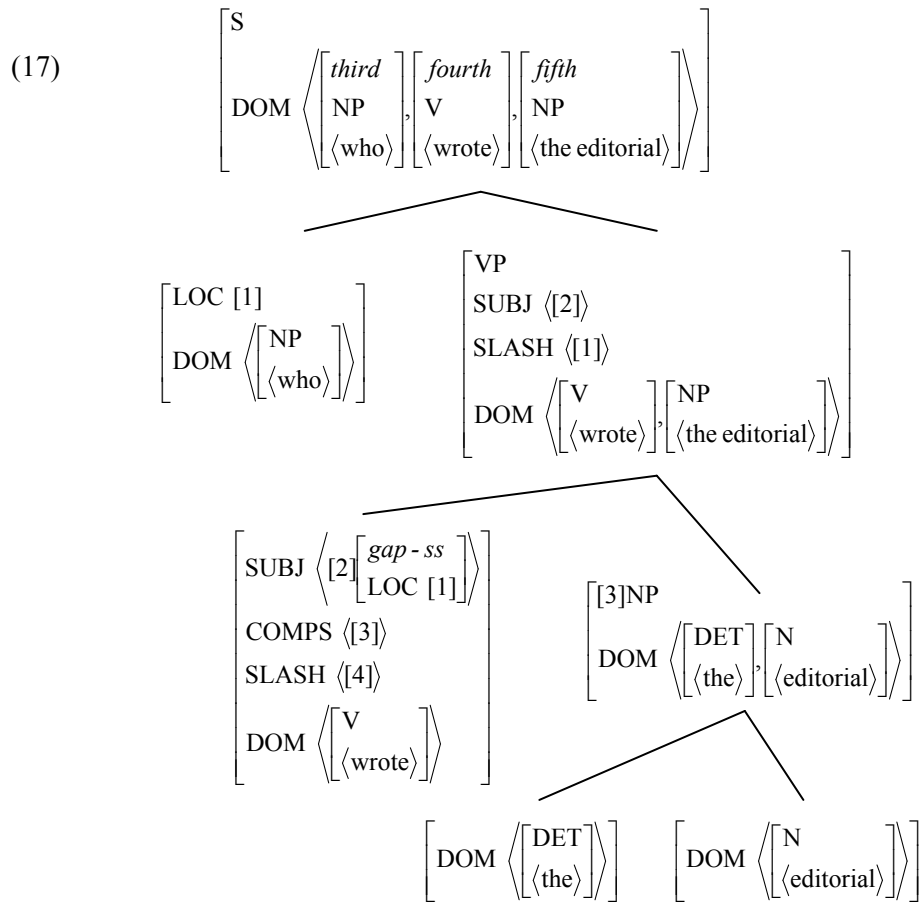 (17)
S
DOM ⟨[third NP ⟨who⟩], [fourth V ⟨wrote⟩], [fifth NP ⟨the editorial⟩]⟩
LOC [1]
DOM ⟨[NP ⟨who⟩]⟩
VP
SUBJ ⟨[2]⟩
SLASH ⟨[1]⟩
DOM ⟨[V ⟨wrote⟩], [NP ⟨the editorial⟩]⟩
SUBJ ⟨[2][gap - ss LOC [1]]⟩
COMPS ⟨[3]⟩
SLASH ⟨[4]⟩
DOM ⟨[V ⟨wrote⟩]⟩
[3]NP
DOM ⟨[DET ⟨the⟩], [N ⟨editorial⟩]⟩
DOM ⟨[DET ⟨the⟩]⟩
DOM ⟨[N ⟨editorial⟩]⟩